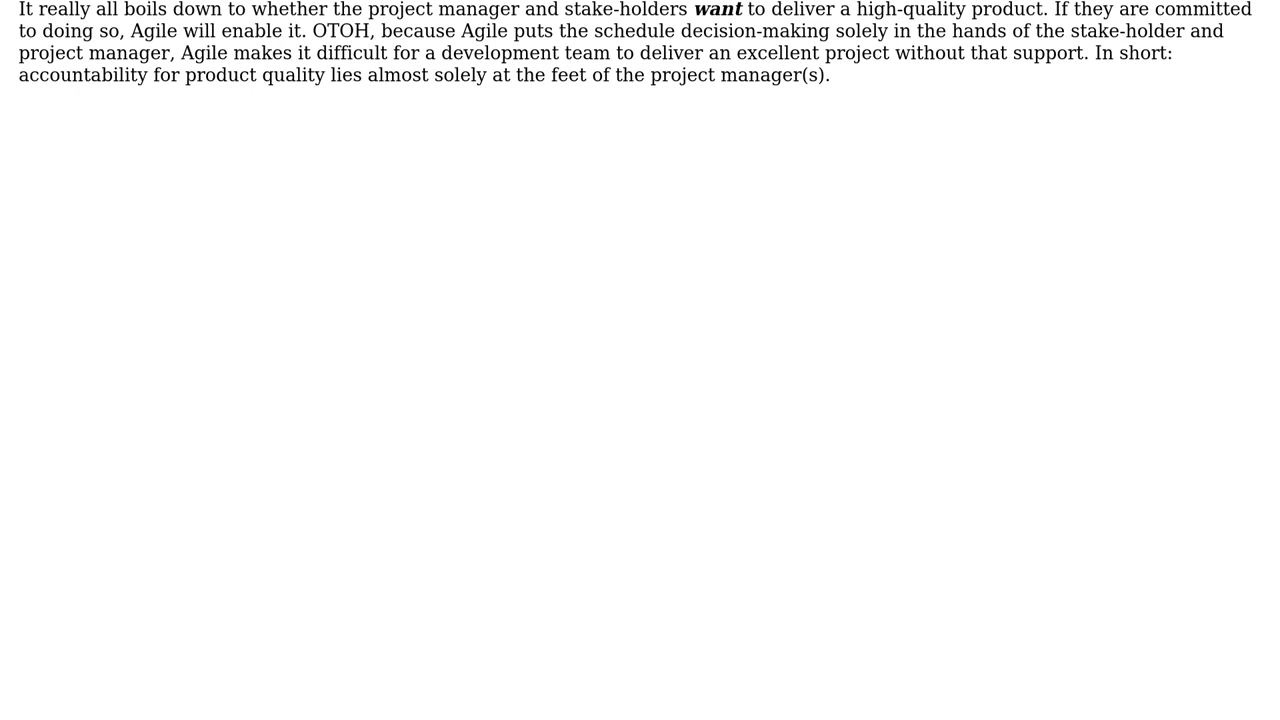 It really all boils down to whether the project manager and stake-holders want to deliver a high-quality product. If they are committed
to doing so, Agile will enable it. OTOH, because Agile puts the schedule decision-making solely in the hands of the stake-holder and
project manager, Agile makes it difficult for a development team to deliver an excellent project without that support. In short:
accountability for product quality lies almost solely at the feet of the project manager(s).